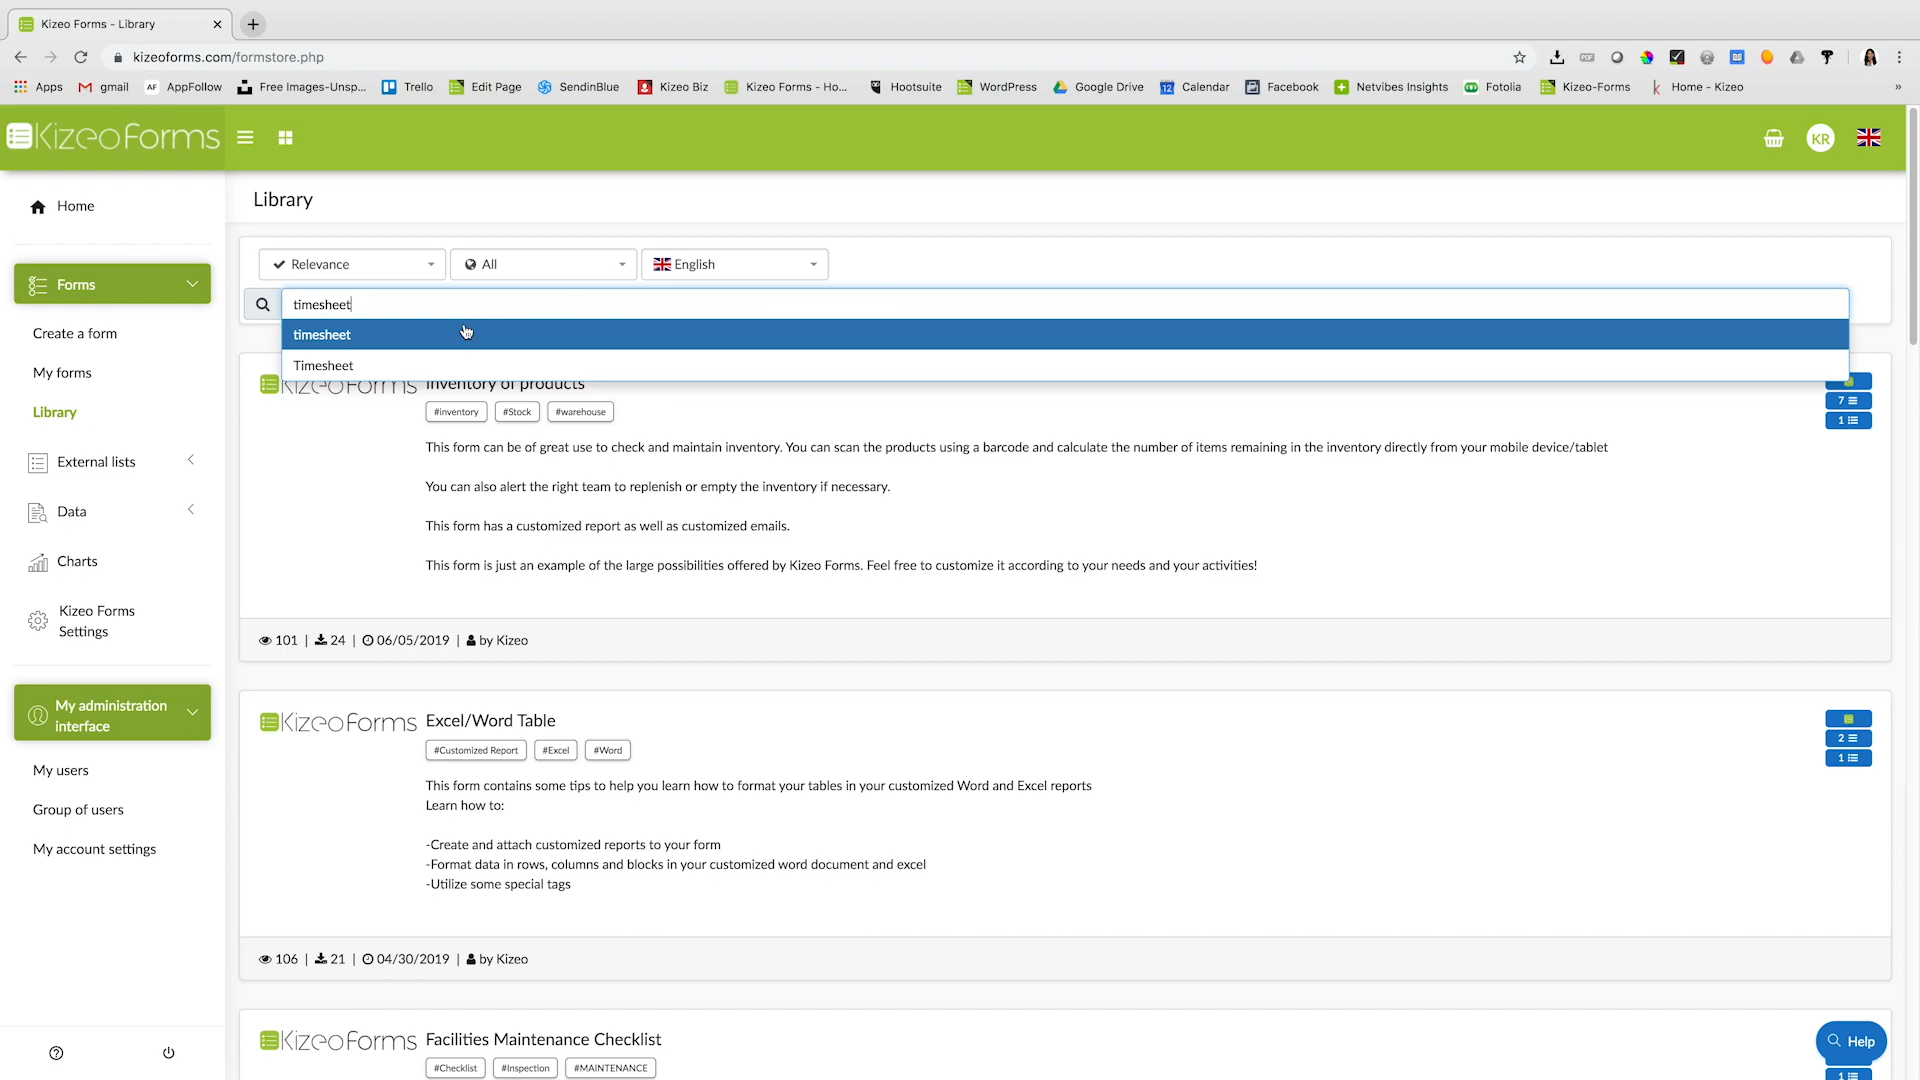 Kizeo Forms - Library
kizeoforms.com/formstore.php
Apps gmail AF AppFollow Free Images-Unsp... Trello Edit Page SendinBlue Kizeo Biz Kizeo Forms - Ho... Hootsuite WordPress Google Drive 12 Calendar Facebook Netvibes Insights Fotolia Kizeo-Forms Home - Kizeo »
KizeoForms
KR
Home
Forms
Create a form
My forms
Library
External lists
Data
Charts
Kizeo Forms
Settings
My administration
interface
My users
Group of users
My account settings
Library
Relevance All English
timesheet
timesheet
Timesheet
KizeoForms Inventory of products
#inventory #Stock #warehouse
7
1
This form can be of great use to check and maintain inventory. You can scan the products using a barcode and calculate the number of items remaining in the inventory directly from your mobile device/tablet
You can also alert the right team to replenish or empty the inventory if necessary.
This form has a customized report as well as customized emails.
This form is just an example of the large possibilities offered by Kizeo Forms. Feel free to customize it according to your needs and your activities!
101 | 24 | 06/05/2019 | by Kizeo
KizeoForms Excel/Word Table
#Customized Report #Excel #Word
2
1
This form contains some tips to help you learn how to format your tables in your customized Word and Excel reports
Learn how to:
-Create and attach customized reports to your form
-Format data in rows, columns and blocks in your customized word document and excel
-Utilize some special tags
106 | 21 | 04/30/2019 | by Kizeo
KizeoForms Facilities Maintenance Checklist
#Checklist #Inspection #MAINTENANCE
Help
1